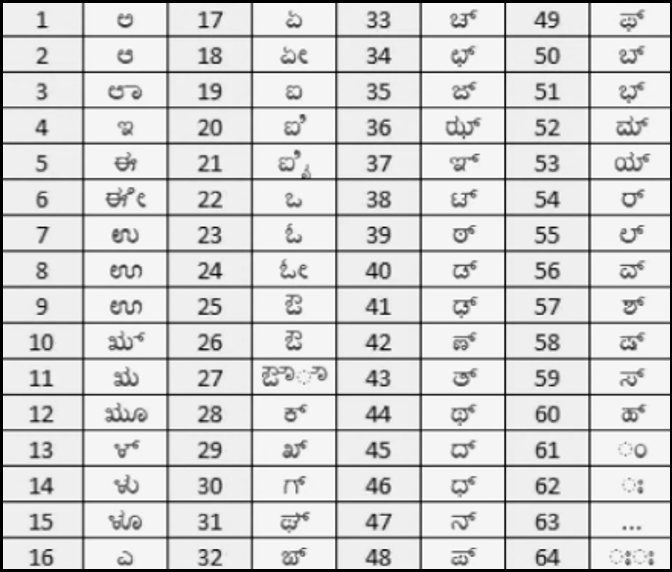 1 ಅ 17 ಏ 33 ಚ್ 49 ಫ್
2 ಆ 18 ಏೀ 34 ಛ್ 50 ಬ್
3 ಆಾ 19 ಐ 35 ಜ್ 51 ಭ್
4 ಇ 20 ಐೆ 36 ಝ್ 52 ಮ್
5 ಈ 21 ಐೈ 37 ಞ್ 53 ಯ್
6 ಈೀ 22 ಒ 38 ಟ್ 54 ರ್
7 ಉ 23 ಓ 39 ಠ್ 55 ಲ್
8 ಊ 24 ಓೀ 40 ಡ್ 56 ವ್
9 ಊ 25 ಔ 41 ಢ್ 57 ಶ್
10 ಋ್ 26 ಔ 42 ಣ್ 58 ಷ್
11 ಋ 27 ಔೌೌ 43 ತ್ 59 ಸ್
12 ಋೂ 28 ಕ್ 44 ಥ್ 60 ಹ್
13 ಳ್ 29 ಖ್ 45 ದ್ 61 ಂ
14 ಳು 30 ಗ್ 46 ಧ್ 62 ಃ
15 ಳೂ 31 ಘ್ 47 ನ್ 63 ...
16 ಎ 32 ಙ್ 48 ಪ್ 64 ಃಃ